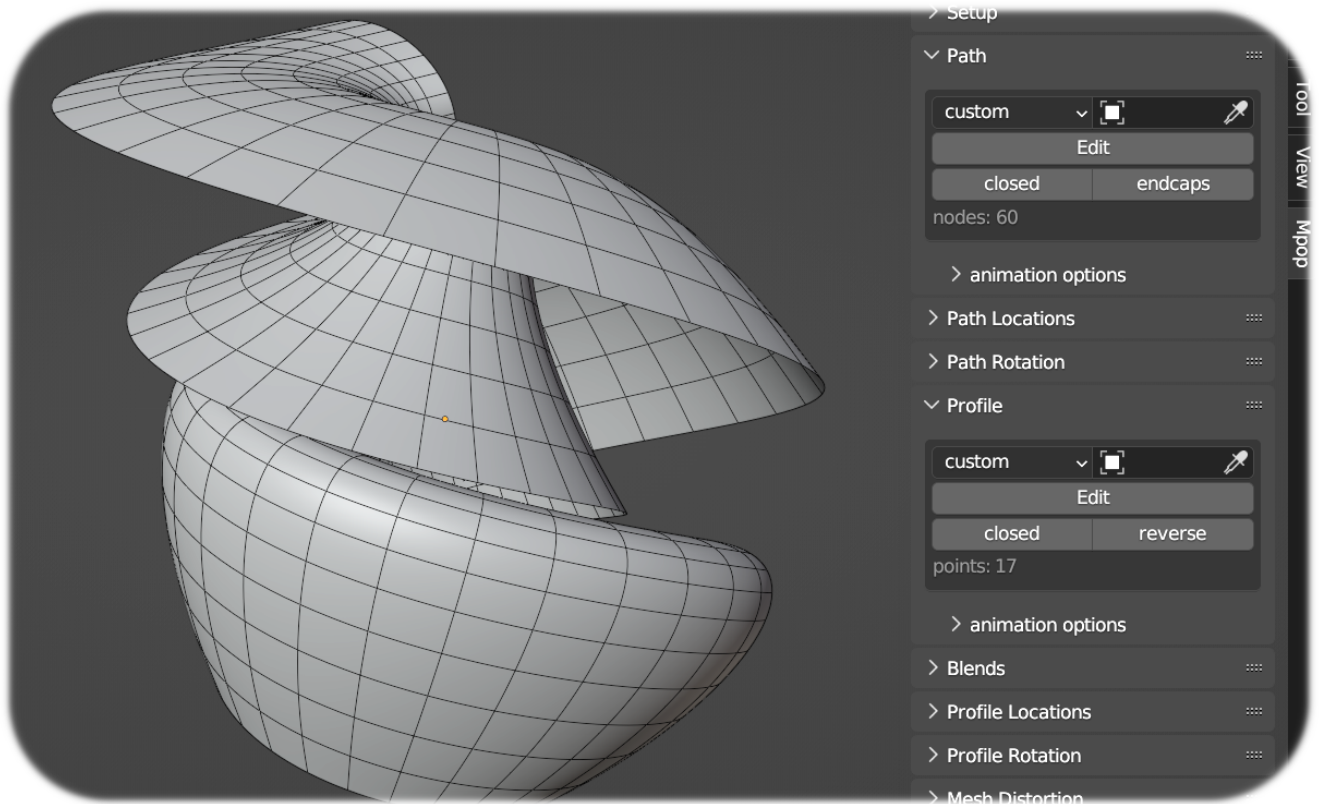 Setup
Path
custom
Edit
closed endcaps
nodes: 60
animation options
Path Locations
Path Rotation
Profile
custom
Edit
closed reverse
points: 17
animation options
Blends
Profile Locations
Profile Rotation
Mesh Distortion
Tool
View
Mpop